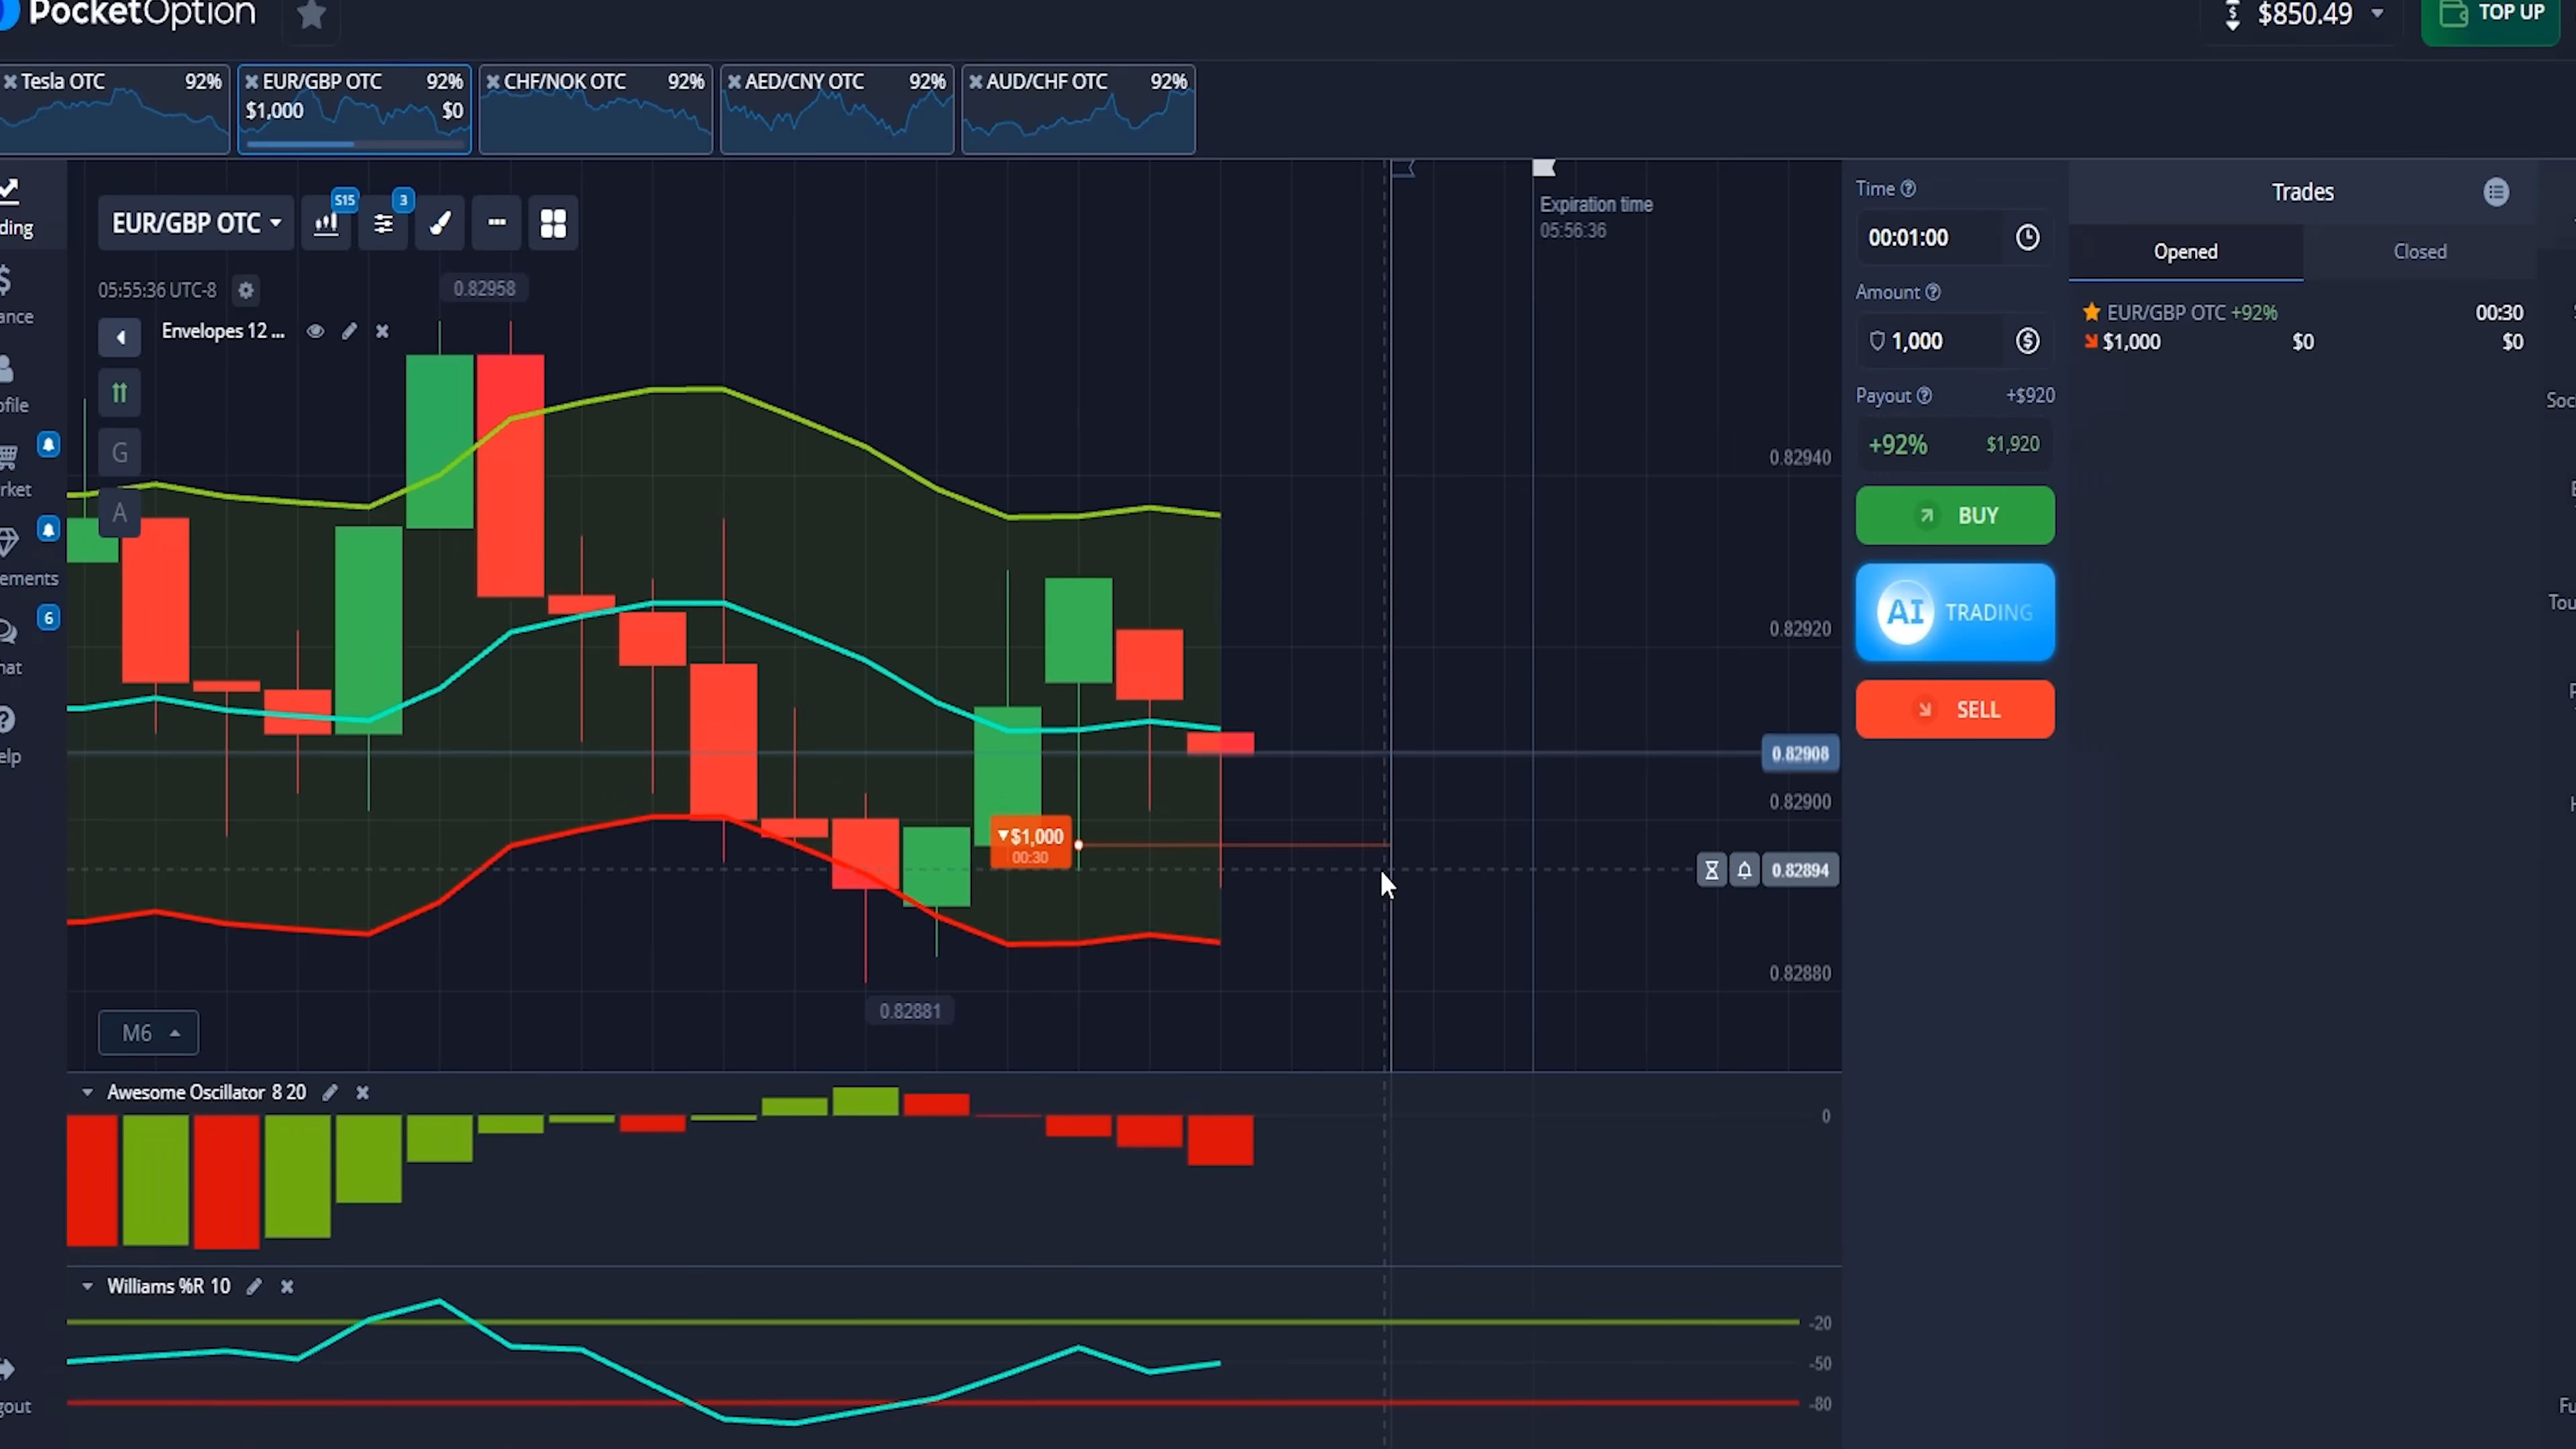 PocketOption
$850.49
TOP UP
Tesla OTC 92%
EUR/GBP OTC 92%
$1,000 $0
CHF/NOK OTC 92%
AED/CNY OTC 92%
AUD/CHF OTC 92%
ding
ance
ofile
rket
ements
6
hat
elp
gout
EUR/GBP OTC
S15
3
05:55:36 UTC-8
0.82958
Envelopes 12 ...
G
A
Expiration time
05:56:36
0.82940
0.82920
0.82908
0.82900
0.82894
0.82880
$1,000
00:30
0.82881
M6
Awesome Oscillator 8 20
0
Williams %R 10
-20
-50
-80
Time
00:01:00
Amount
1,000
Payout +$920
+92% $1,920
BUY
AI TRADING
SELL
Trades
Opened Closed
EUR/GBP OTC +92% 00:30
$1,000 $0 $0
Soc
Tou
Fu